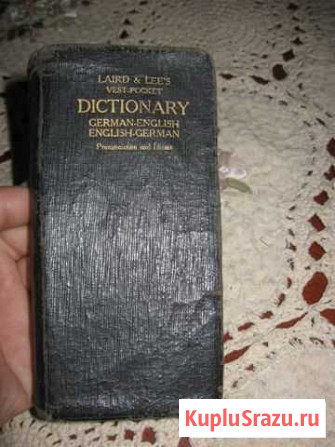 LAIRD & LEE'S
VEST-POCKET
DICTIONARY
GERMAN-ENGLISH
ENGLISH-GERMAN
Pronunciation and Idioms
KupluSrazu.ru